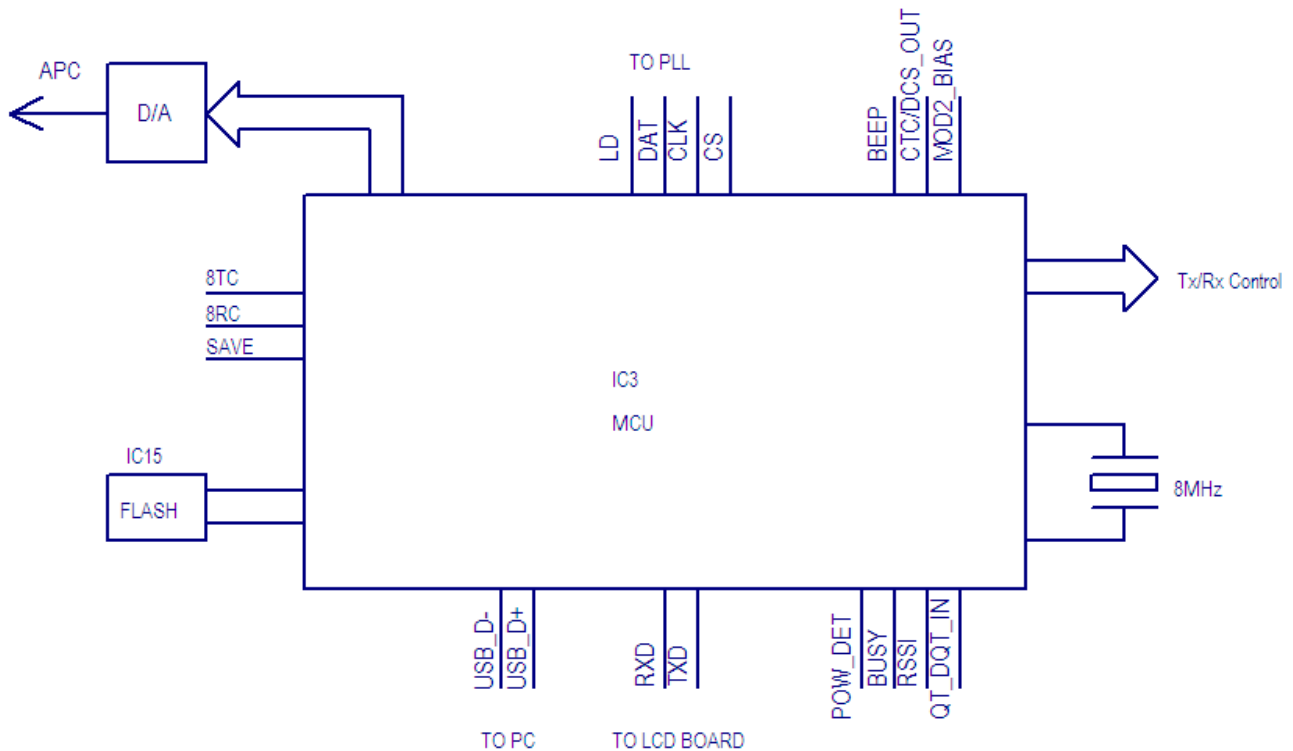 APC
D/A
TO PLL
LD
DAT
CLK
CS
BEEP
CTC/DCS_OUT
MOD2_BIAS
8TC
8RC
SAVE
Tx/Rx Control
IC3
MCU
IC15
FLASH
8MHz
USB_D-
USB_D+
RXD
TXD
POW_DET
BUSY
RSSI
QT_DQT_IN
TO PC
TO LCD BOARD